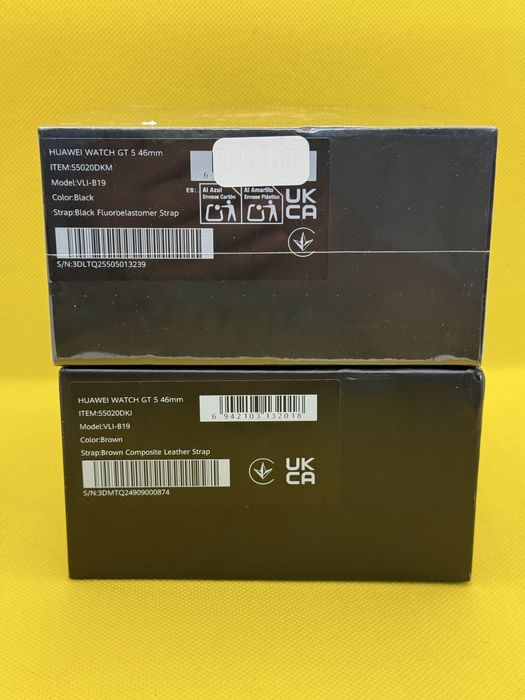 HUAWEI WATCH GT 5 46mm
ITEM:55020DKM
Model:VLI-B19
Color:Black
Strap:Black Fluoroelastomer Strap
S/N:3DLTQ25505013239
6
ES:
Al Azul
Envase Cartón
Al Amarillo
Envase Plástico
UK
CA
HUAWEI WATCH GT 5 46mm
ITEM:55020DKJ
Model:VLI-B19
Color:Brown
Strap:Brown Composite Leather Strap
S/N:3DMTQ24909000874
6 942103 132018
UK
CA